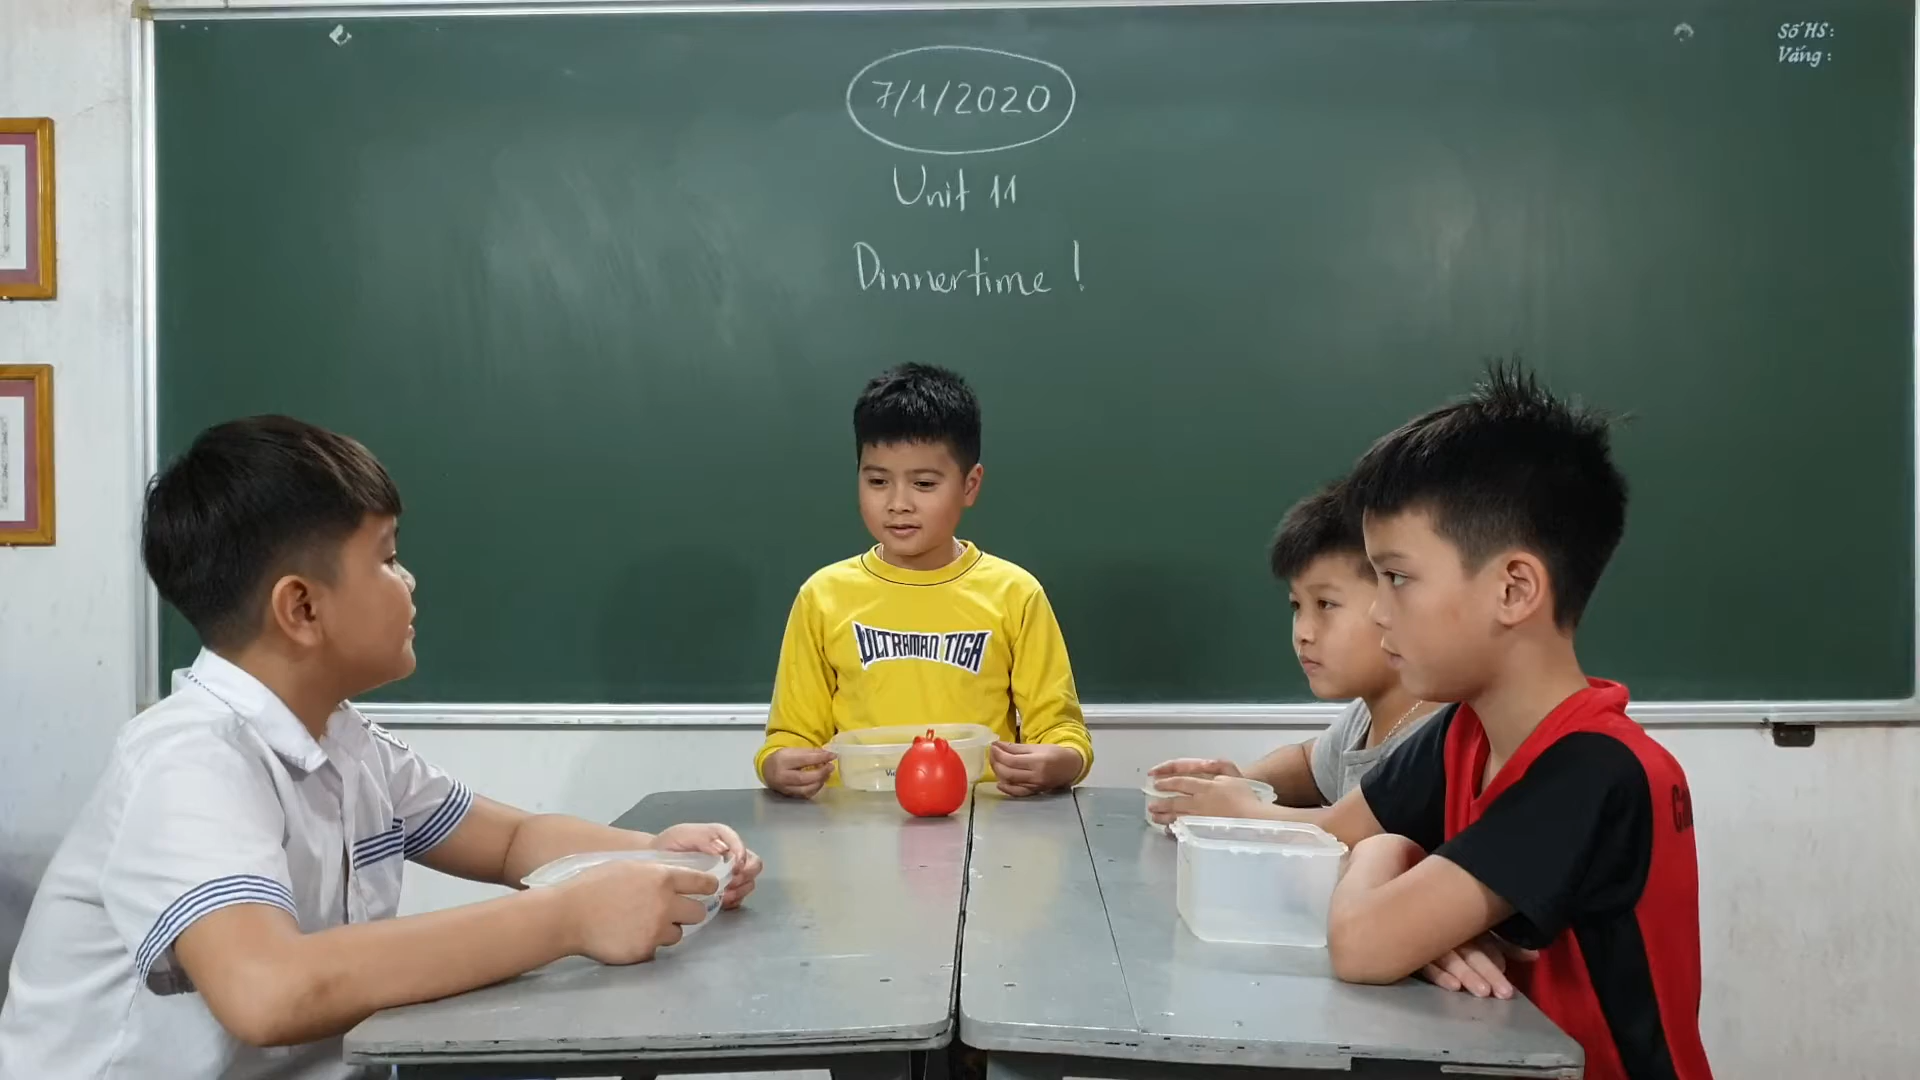 Số HS:
Vắng:
7/1/2020
Unit 11
Dinnertime!
ULTRAMAN TIGA